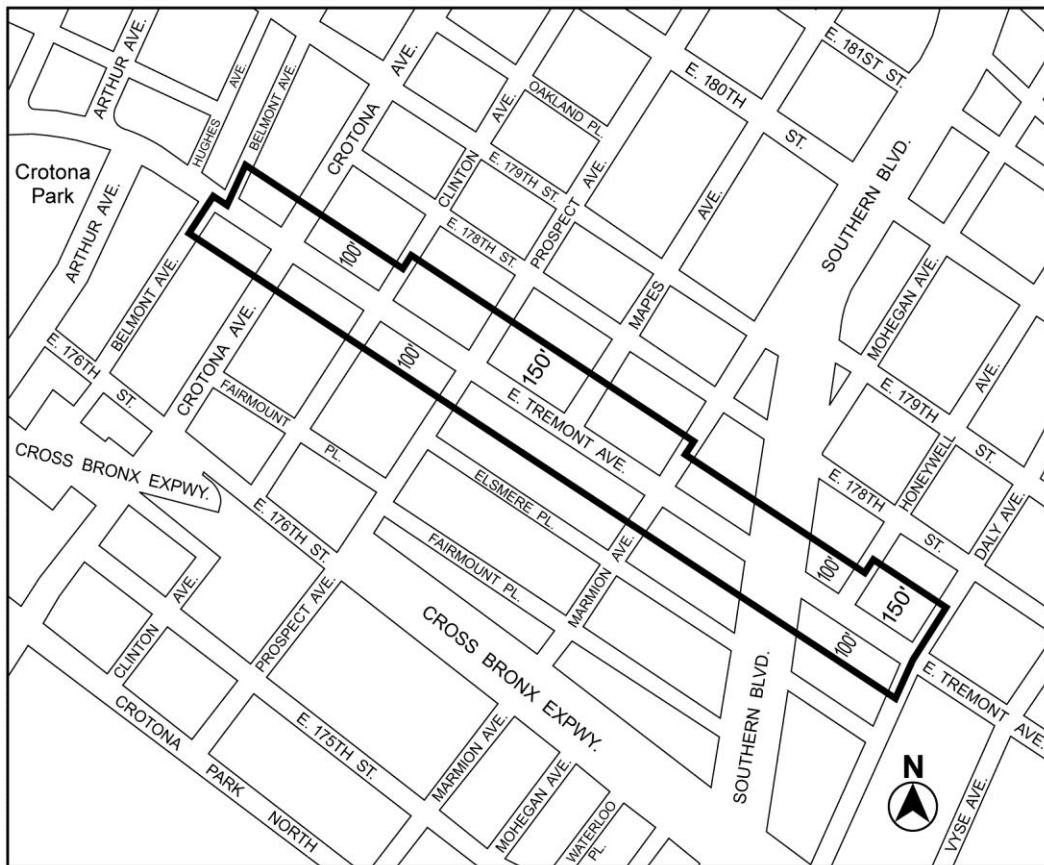 ARTHUR AVE.
HUGHES
AVE.
BELMONT AVE.
CROTONA
AVE.
CLINTON
AVE.
OAKLAND PL.
E. 180TH
ST.
E. 181ST ST.
SOUTHERN BLVD.
Crotona
Park
ARTHUR AVE.
E. 179TH ST.
E. 178TH ST.
PROSPECT AVE.
MAPES
AVE.
MOHEGAN AVE.
E. 179TH
ST.
AVE.
HONEYWELL
E. 178TH
ST.
DALY AVE.
BELMONT AVE.
E. 176TH
ST.
CROTONA AVE.
100'
100'
150'
E. TREMONT AVE.
100'
150'
100'
FAIRMOUNT
PL.
CROSS BRONX EXPWY.
E. 176TH ST.
ELSMERE PL.
FAIRMOUNT PL.
MARMION AVE.
E. TREMONT AVE.
CLINTON
AVE.
PROSPECT AVE.
CROSS BRONX EXPWY.
SOUTHERN BLVD.
CROTONA
PARK
NORTH
E. 175TH ST.
MARMION AVE.
MOHEGAN AVE.
WATERLOO
PL.
VYSE AVE.
N